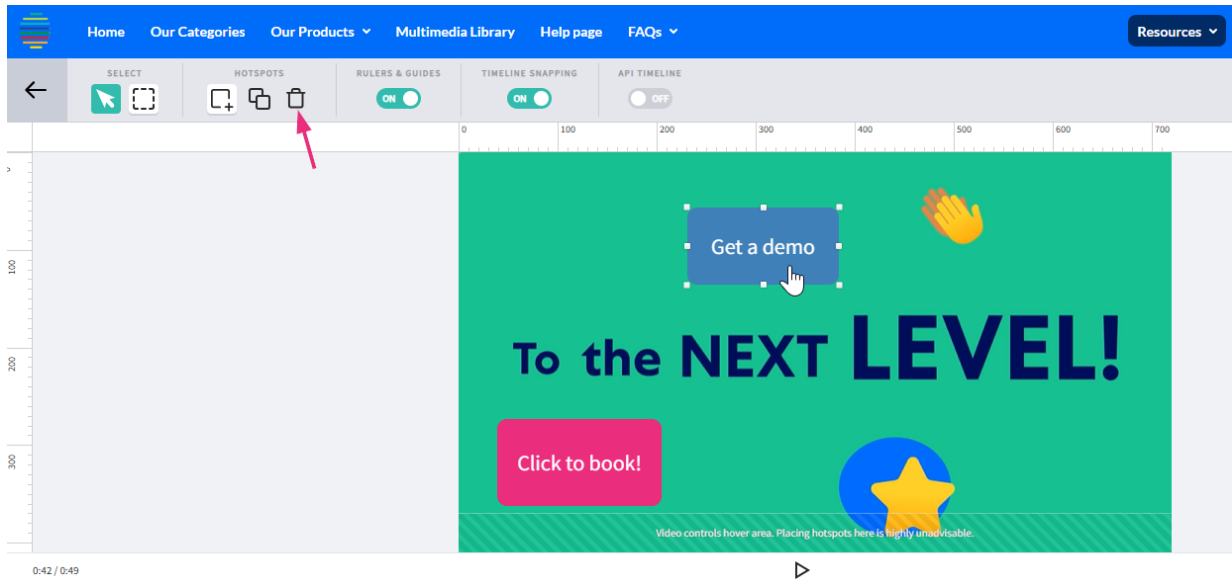 Home Our Categories Our Products Multimedia Library Help page FAQs Resources
SELECT HOTSPOTS RULERS & GUIDES TIMELINE SNAPPING API TIMELINE
ON ON OFF
0 100 200 300 400 500 600 700
Get a demo
100
To the NEXT LEVEL!
200
Click to book!
300
Video controls hover area. Placing hotspots here is highly unadvisable.
0:42 / 0:49